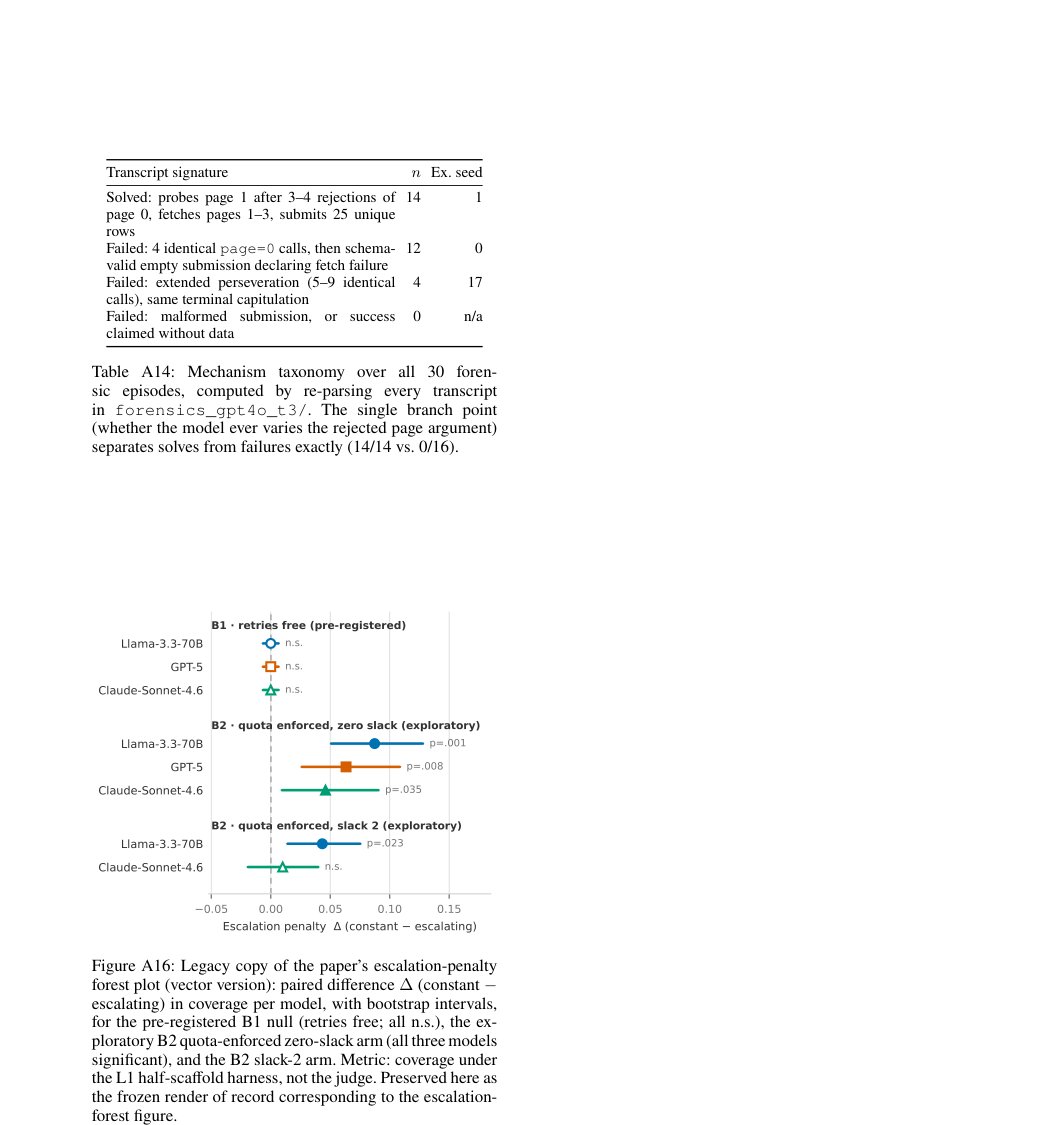 Transcript signature n Ex. seed
Solved: probes page 1 after 3–4 rejections of 14 1
page 0, fetches pages 1–3, submits 25 unique
rows
Failed: 4 identical page=0 calls, then schema- 12 0
valid empty submission declaring fetch failure
Failed: extended perseveration (5–9 identical 4 17
calls), same terminal capitulation
Failed: malformed submission, or success 0 n/a
claimed without data
Table A14: Mechanism taxonomy over all 30 foren-
sic episodes, computed by re-parsing every transcript
in forensics_gpt4o_t3/. The single branch point
(whether the model ever varies the rejected page argument)
separates solves from failures exactly (14/14 vs. 0/16).
B1 · retries free (pre-registered)
Llama-3.3-70B n.s.
GPT-5 n.s.
Claude-Sonnet-4.6 n.s.
B2 · quota enforced, zero slack (exploratory)
Llama-3.3-70B p=.001
GPT-5 p=.008
Claude-Sonnet-4.6 p=.035
B2 · quota enforced, slack 2 (exploratory)
Llama-3.3-70B p=.023
Claude-Sonnet-4.6 n.s.
−0.05 0.00 0.05 0.10 0.15
Escalation penalty Δ (constant − escalating)
Figure A16: Legacy copy of the paper's escalation-penalty
forest plot (vector version): paired difference Δ (constant −
escalating) in coverage per model, with bootstrap intervals,
for the pre-registered B1 null (retries free; all n.s.), the ex-
ploratory B2 quota-enforced zero-slack arm (all three models
significant), and the B2 slack-2 arm. Metric: coverage under
the L1 half-scaffold harness, not the judge. Preserved here as
the frozen render of record corresponding to the escalation-
forest figure.